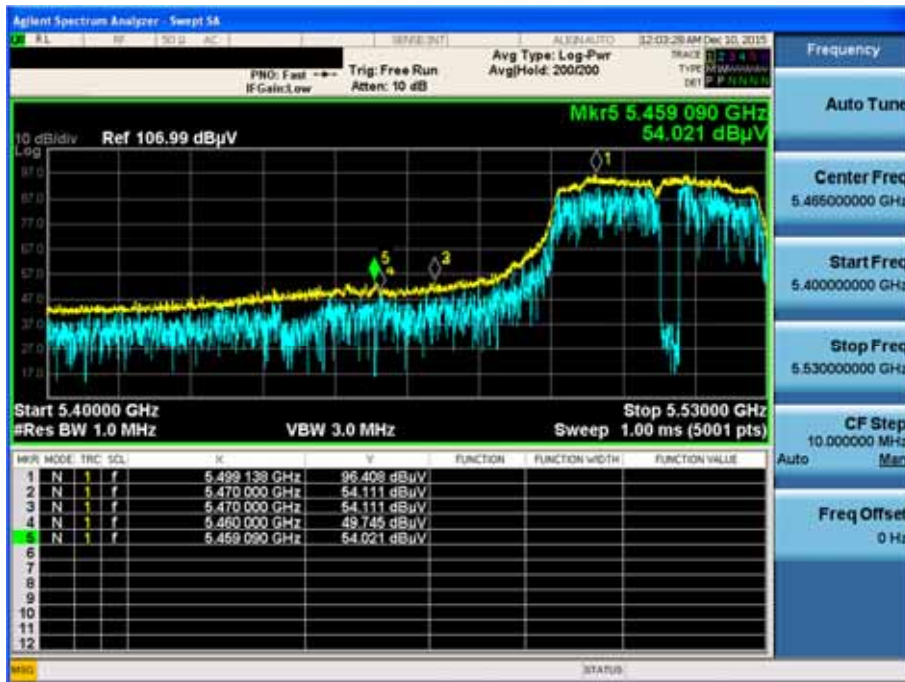 Agilent Spectrum Analyzer - Swept SA
RL RF 50 Ω AC SENSE:INT ALIGN AUTO 12:03:28 AM Dec 10, 2015
Frequency
PNO: Fast
IFGain:Low
Trig: Free Run
Atten: 10 dB
Avg Type: Log-Pwr
Avg|Hold: 200/200
TRACE 1 2 3 4 5 6
TYPE
DET P P N N N N
Auto Tune
Mkr5 5.459 090 GHz
54.021 dBµV
10 dB/div Ref 106.99 dBµV
Log
97.0
87.0
77.0
67.0
57.0
47.0
37.0
27.0
17.0
1
5
4
3
Center Freq
5.465000000 GHz
Start Freq
5.400000000 GHz
Stop Freq
5.530000000 GHz
Start 5.40000 GHz Stop 5.53000 GHz
#Res BW 1.0 MHz VBW 3.0 MHz Sweep 1.00 ms (5001 pts)
CF Step
10.000000 MHz
Auto Man
Freq Offset
0 Hz
MKR MODE TRC SCL X Y FUNCTION FUNCTION WIDTH FUNCTION VALUE
1 N 1 f 5.499 138 GHz 96.408 dBµV
2 N 1 f 5.470 000 GHz 54.111 dBµV
3 N 1 f 5.470 000 GHz 54.111 dBµV
4 N 1 f 5.460 000 GHz 49.745 dBµV
5 N 1 f 5.459 090 GHz 54.021 dBµV
6
7
8
9
10
11
12
MSG STATUS